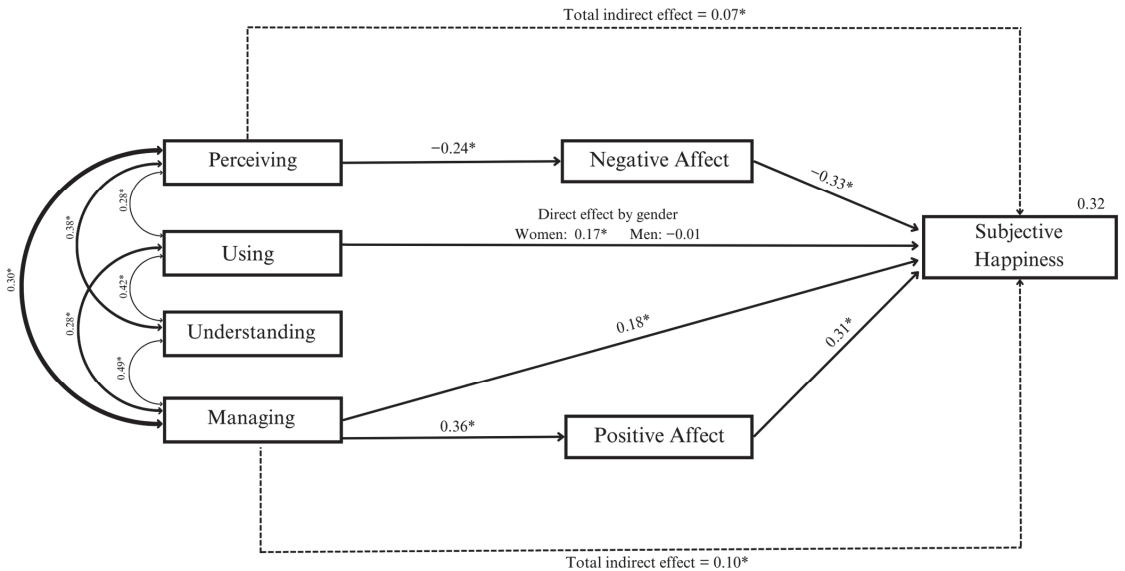 Total indirect effect = 0.07*
Perceiving
−0.24*
Negative Affect
−0.33*
0.28*
0.38*
0.32
Subjective
Happiness
Direct effect by gender
Women: 0.17* Men: −0.01
Using
0.30*
0.42*
0.28*
Understanding
0.18*
0.31*
0.49*
Managing
0.36*
Positive Affect
Total indirect effect = 0.10*